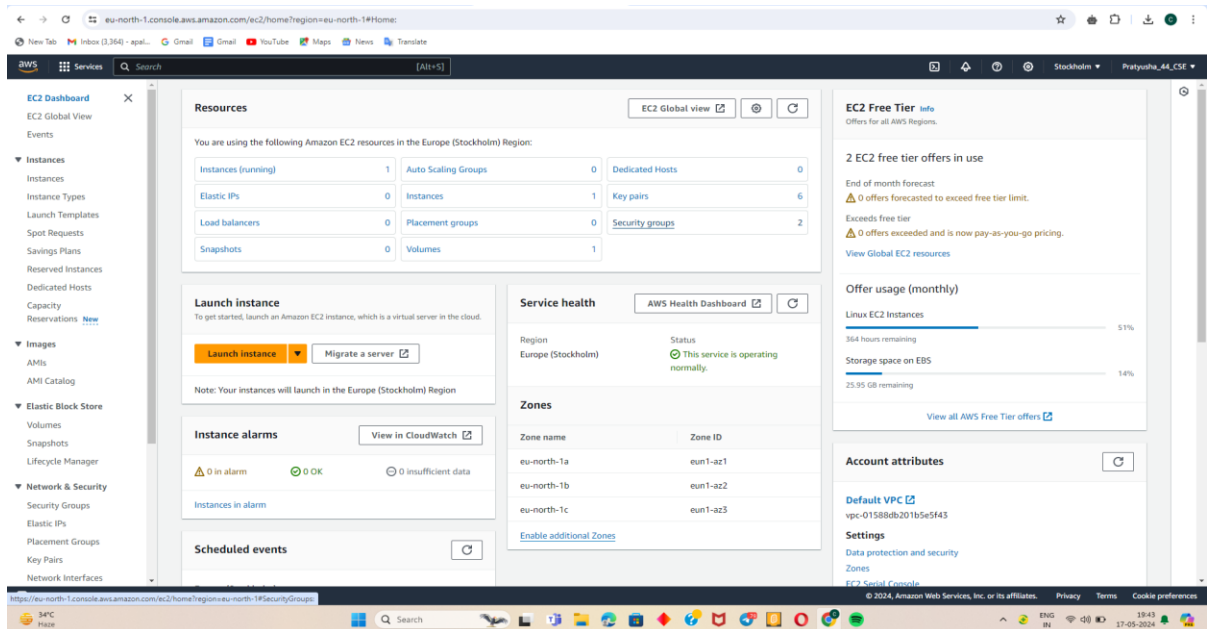 eu-north-1.console.aws.amazon.com/ec2/home?region=eu-north-1#Home:
New Tab
Inbox (3,364) - apal...
Gmail
Gmail
YouTube
Maps
News
Translate
aws
Services
Search
[Alt+S]
Stockholm
Pratyusha_44_CSE
EC2 Dashboard
EC2 Global View
Events
Instances
Instances
Instance Types
Launch Templates
Spot Requests
Savings Plans
Reserved Instances
Dedicated Hosts
Capacity
Reservations New
Images
AMIs
AMI Catalog
Elastic Block Store
Volumes
Snapshots
Lifecycle Manager
Network & Security
Security Groups
Elastic IPs
Placement Groups
Key Pairs
Network Interfaces
Resources
EC2 Global view
You are using the following Amazon EC2 resources in the Europe (Stockholm) Region:
Instances (running) 1
Auto Scaling Groups 0
Dedicated Hosts 0
Elastic IPs 0
Instances 1
Key pairs 6
Load balancers 0
Placement groups 0
Security groups 2
Snapshots 0
Volumes 1
Launch instance
To get started, launch an Amazon EC2 instance, which is a virtual server in the cloud.
Launch instance
Migrate a server
Note: Your instances will launch in the Europe (Stockholm) Region
Instance alarms
View in CloudWatch
0 in alarm
0 OK
0 insufficient data
Instances in alarm
Scheduled events
Service health
AWS Health Dashboard
Region
Europe (Stockholm)
Status
This service is operating
normally.
Zones
Zone name Zone ID
eu-north-1a eun1-az1
eu-north-1b eun1-az2
eu-north-1c eun1-az3
Enable additional Zones
EC2 Free Tier Info
Offers for all AWS Regions.
2 EC2 free tier offers in use
End of month forecast
0 offers forecasted to exceed free tier limit.
Exceeds free tier
0 offers exceeded and is now pay-as-you-go pricing.
View Global EC2 resources
Offer usage (monthly)
Linux EC2 Instances
51%
364 hours remaining
Storage space on EBS
14%
25.95 GB remaining
View all AWS Free Tier offers
Account attributes
Default VPC
vpc-01588db201b5e5f43
Settings
Data protection and security
Zones
EC2 Serial Console
https://eu-north-1.console.aws.amazon.com/ec2/home?region=eu-north-1#SecurityGroups:
© 2024, Amazon Web Services, Inc. or its affiliates.
Privacy
Terms
Cookie preferences
34°C
Haze
Search
ENG
IN
19:43
17-05-2024